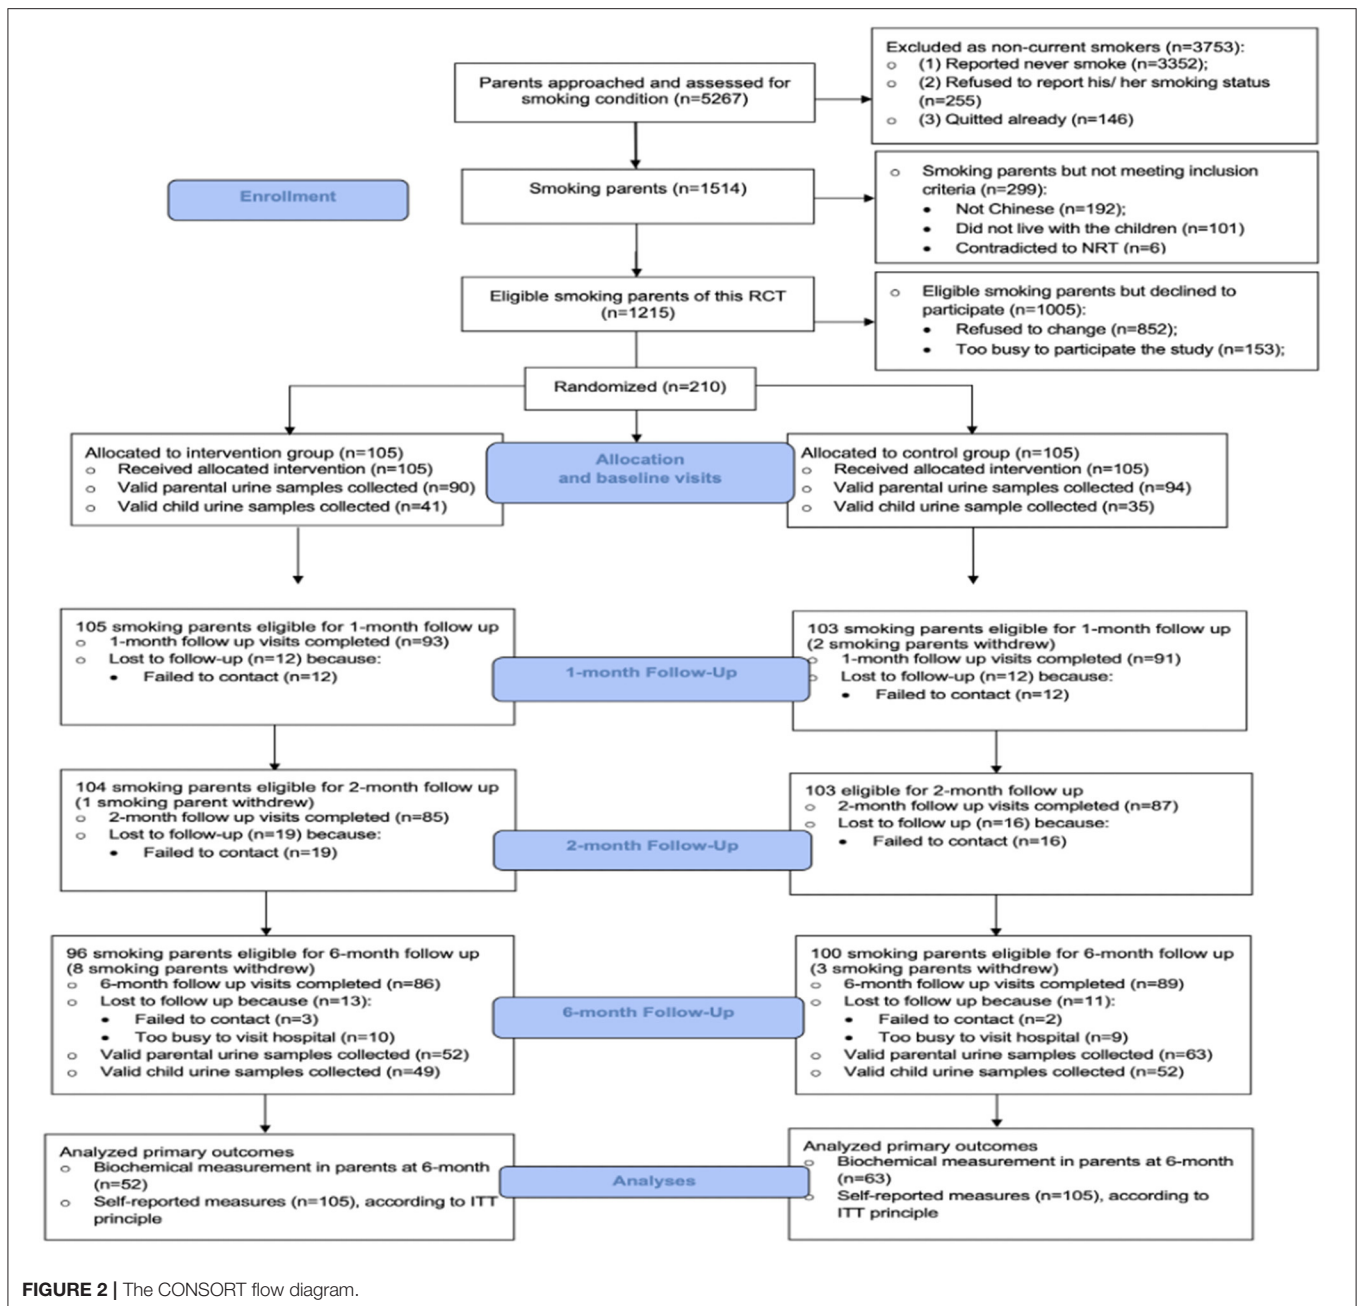 Parents approached and assessed for
smoking condition (n=5267)
Excluded as non-current smokers (n=3753):
o (1) Reported never smoke (n=3352);
o (2) Refused to report his/ her smoking status
(n=255)
o (3) Quitted already (n=146)
Enrollment
Smoking parents (n=1514)
o Smoking parents but not meeting inclusion
criteria (n=299):
• Not Chinese (n=192);
• Did not live with the children (n=101)
• Contradicted to NRT (n=6)
Eligible smoking parents of this RCT
(n=1215)
o Eligible smoking parents but declined to
participate (n=1005):
• Refused to change (n=852);
• Too busy to participate the study (n=153);
Randomized (n=210)
Allocated to intervention group (n=105)
o Received allocated intervention (n=105)
o Valid parental urine samples collected (n=90)
o Valid child urine samples collected (n=41)
Allocation
and baseline visits
Allocated to control group (n=105)
o Received allocated intervention (n=105)
o Valid parental urine samples collected (n=94)
o Valid child urine sample collected (n=35)
105 smoking parents eligible for 1-month follow up
o 1-month follow up visits completed (n=93)
o Lost to follow-up (n=12) because:
• Failed to contact (n=12)
1-month Follow-Up
103 smoking parents eligible for 1-month follow up
(2 smoking parents withdrew)
o 1-month follow up visits completed (n=91)
o Lost to follow-up (n=12) because:
• Failed to contact (n=12)
104 smoking parents eligible for 2-month follow up
(1 smoking parent withdrew)
o 2-month follow up visits completed (n=85)
o Lost to follow-up (n=19) because:
• Failed to contact (n=19)
2-month Follow-Up
103 eligible for 2-month follow up
o 2-month follow up visits completed (n=87)
o Lost to follow up (n=16) because:
• Failed to contact (n=16)
96 smoking parents eligible for 6-month follow up
(8 smoking parents withdrew)
o 6-month follow up visits completed (n=86)
o Lost to follow up because (n=13):
• Failed to contact (n=3)
• Too busy to visit hospital (n=10)
o Valid parental urine samples collected (n=52)
o Valid child urine samples collected (n=49)
6-month Follow-Up
100 smoking parents eligible for 6-month follow up
(3 smoking parents withdrew)
o 6-month follow up visits completed (n=89)
o Lost to follow up because (n=11):
• Failed to contact (n=2)
• Too busy to visit hospital (n=9)
o Valid parental urine samples collected (n=63)
o Valid child urine samples collected (n=52)
Analyzed primary outcomes
o Biochemical measurement in parents at 6-month
(n=52)
o Self-reported measures (n=105), according to ITT
principle
Analyses
Analyzed primary outcomes
o Biochemical measurement in parents at 6-month
(n=63)
o Self-reported measures (n=105), according to
ITT principle
FIGURE 2 | The CONSORT flow diagram.